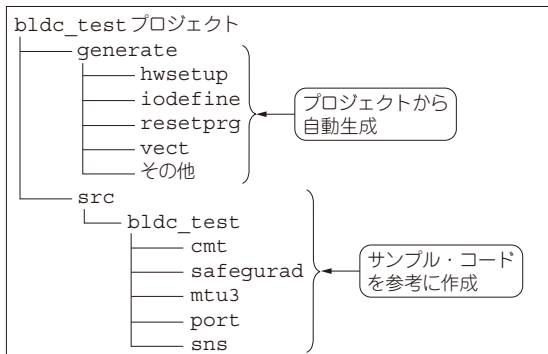 bldc_testプロジェクト
generate
hwsetup
iodefine
resetprg
vect
その他
プロジェクトから
自動生成
src
bldc_test
cmt
safegurad
mtu3
port
sns
サンプル・コード
を参考に作成